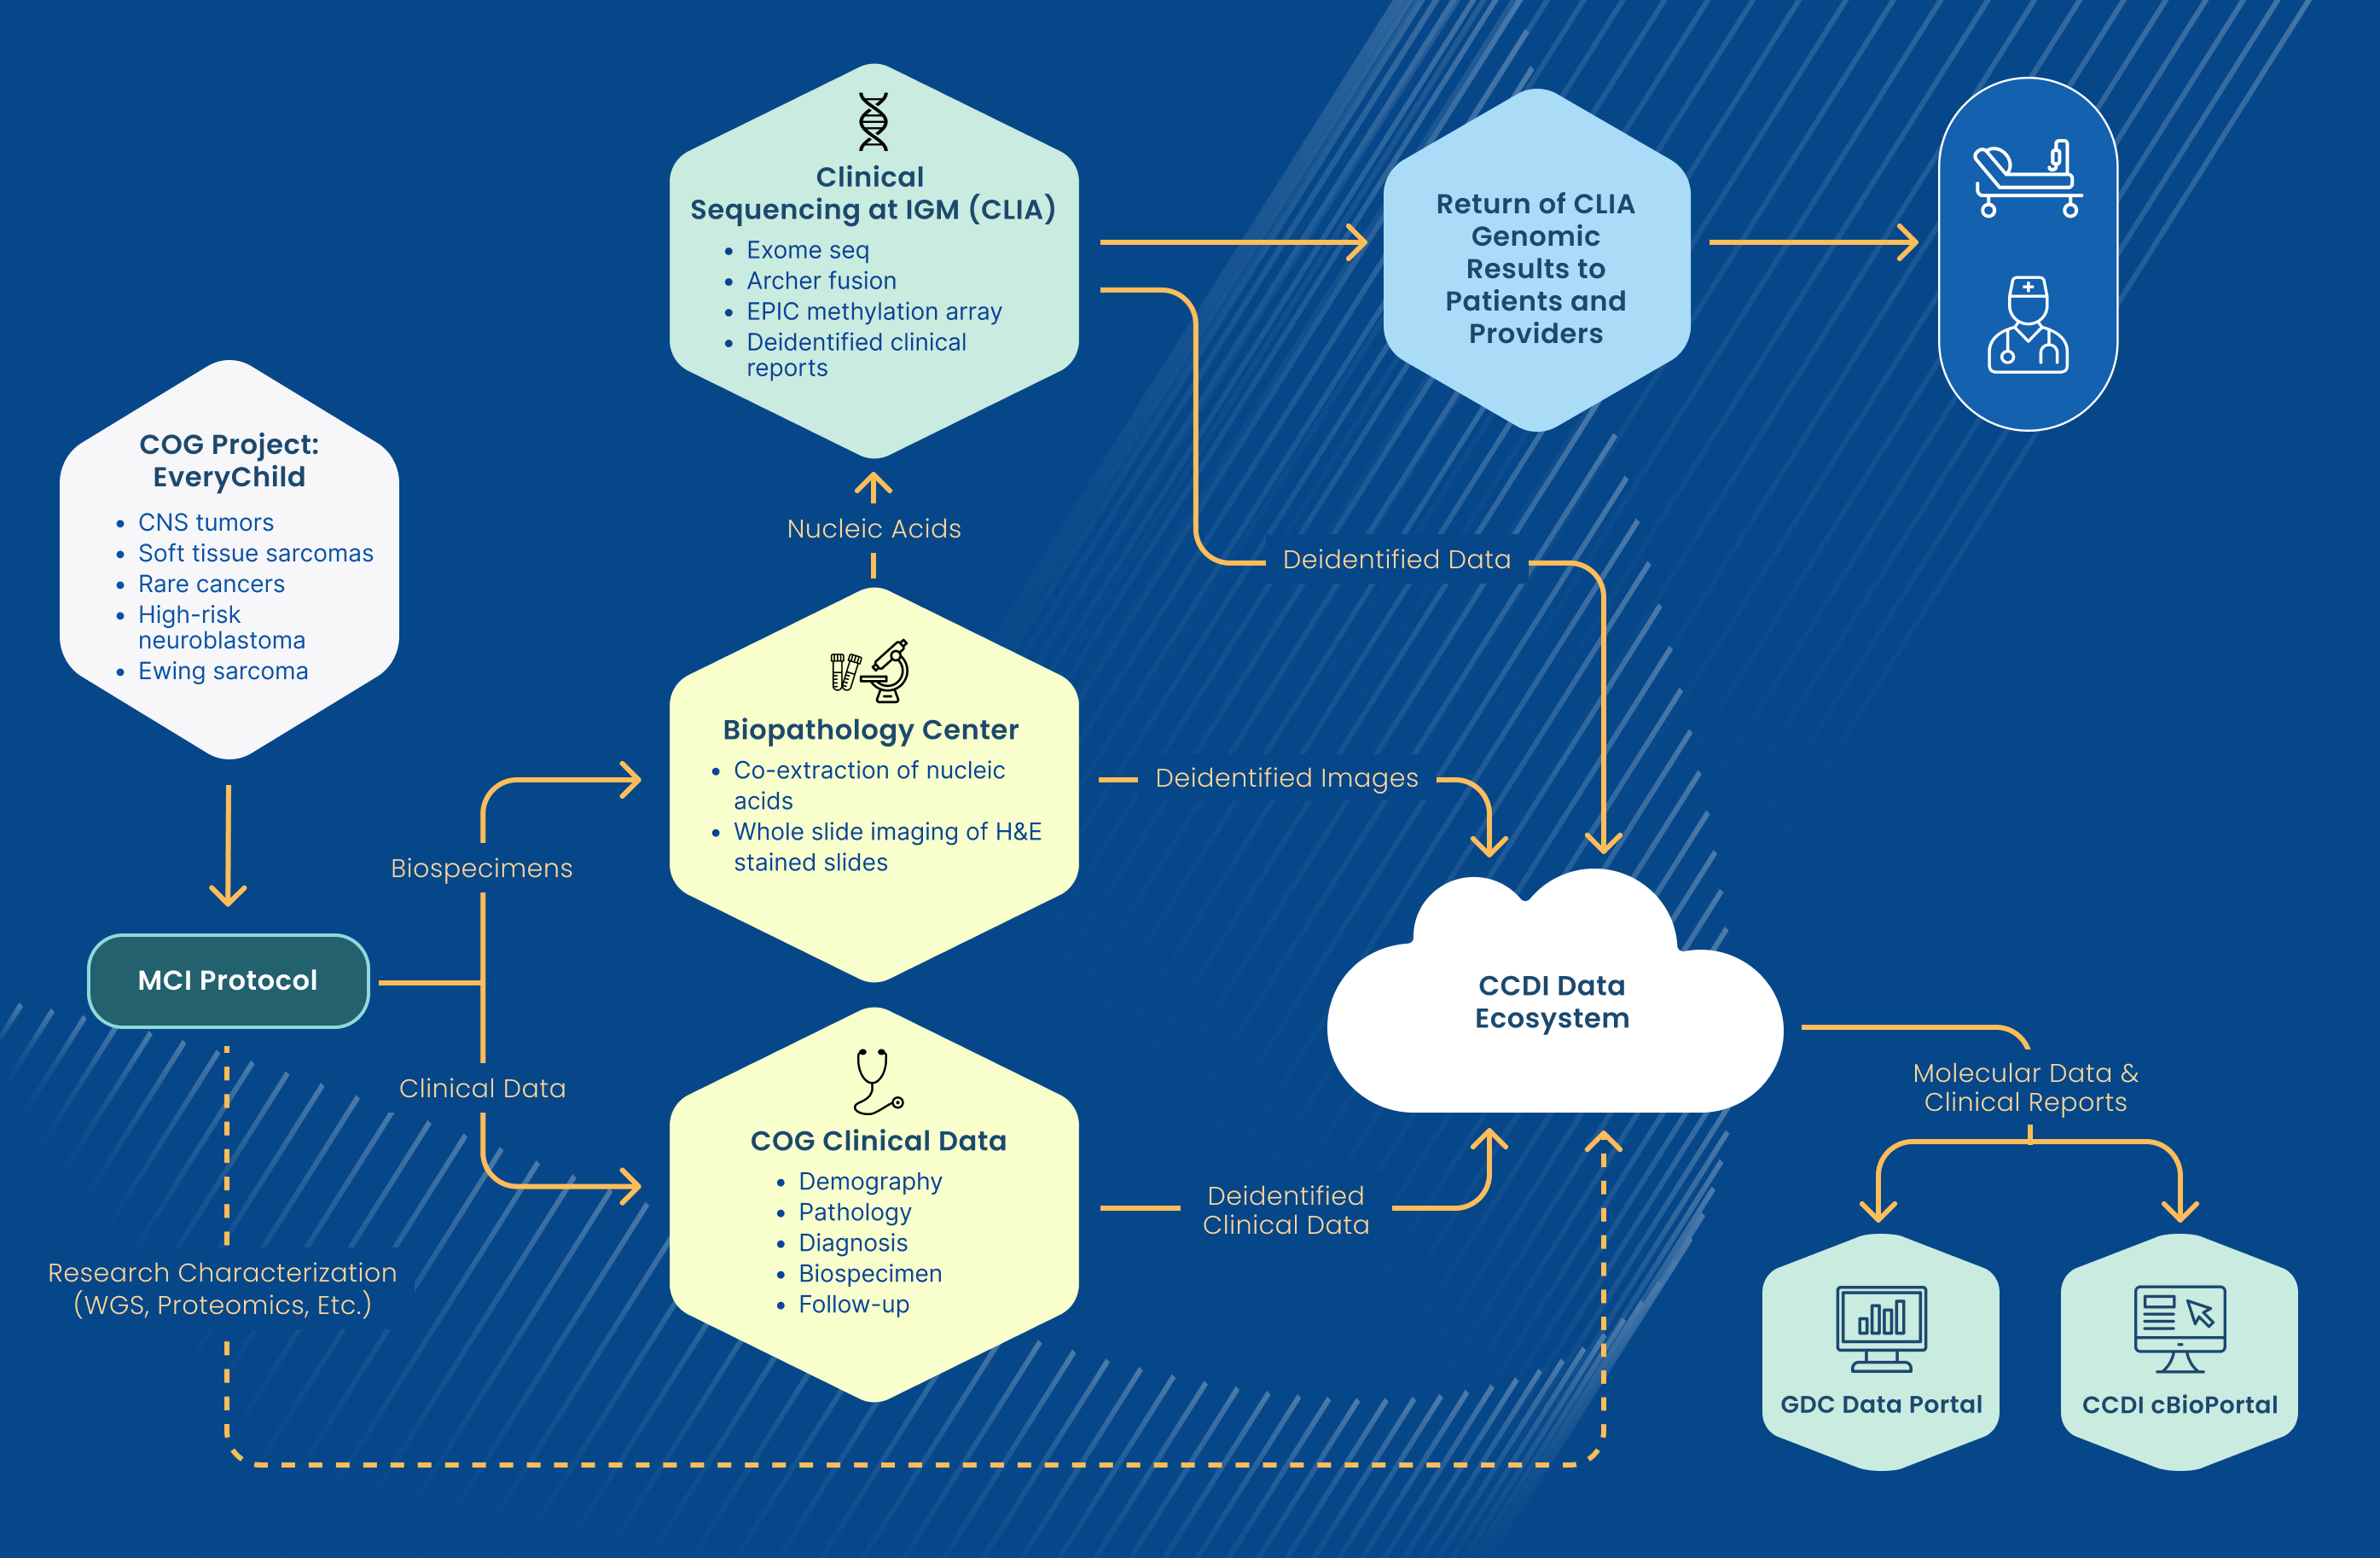 Clinical
Sequencing at IGM (CLIA)
• Exome seq
• Archer fusion
• EPIC methylation array
• Deidentified clinical
reports
Return of CLIA
Genomic
Results to
Patients and
Providers
COG Project:
EveryChild
• CNS tumors
• Soft tissue sarcomas
• Rare cancers
• High-risk
neuroblastoma
• Ewing sarcoma
Nucleic Acids
Deidentified Data
Biopathology Center
• Co-extraction of nucleic
acids
• Whole slide imaging of H&E
stained slides
Deidentified Images
Biospecimens
MCI Protocol
CCDI Data
Ecosystem
Clinical Data
Molecular Data &
Clinical Reports
COG Clinical Data
• Demography
• Pathology
• Diagnosis
• Biospecimen
• Follow-up
Deidentified
Clinical Data
Research Characterization
(WGS, Proteomics, Etc.)
GDC Data Portal
CCDI cBioPortal